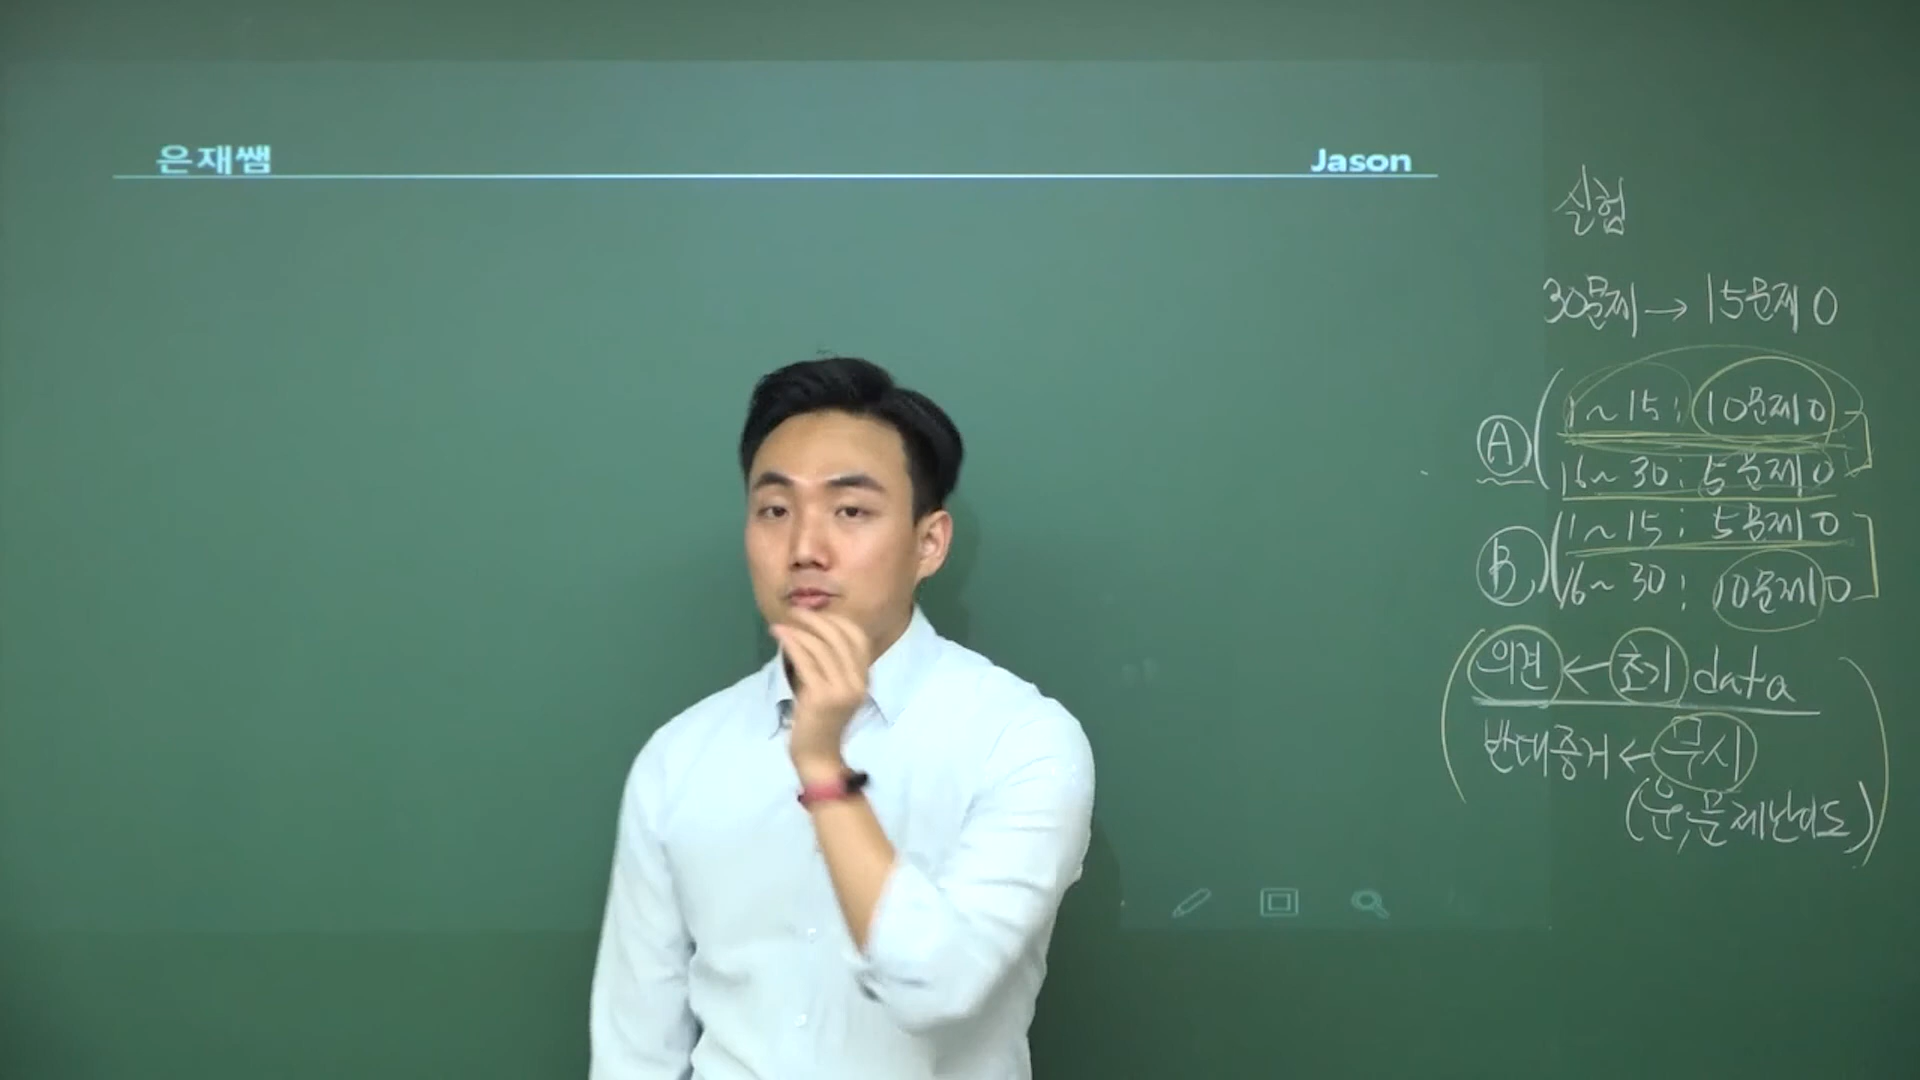 은재쌤 Jason
실험
30문제 → 15문제 O
A ( 1~15 : 10문제 O
16~30 : 5문제 O
B ( 1~15 : 5문제 O
16~30 : 10문제 O
( 의견 ← 초기 data
반대증거 ← 무시
(운, 문제난이도) )